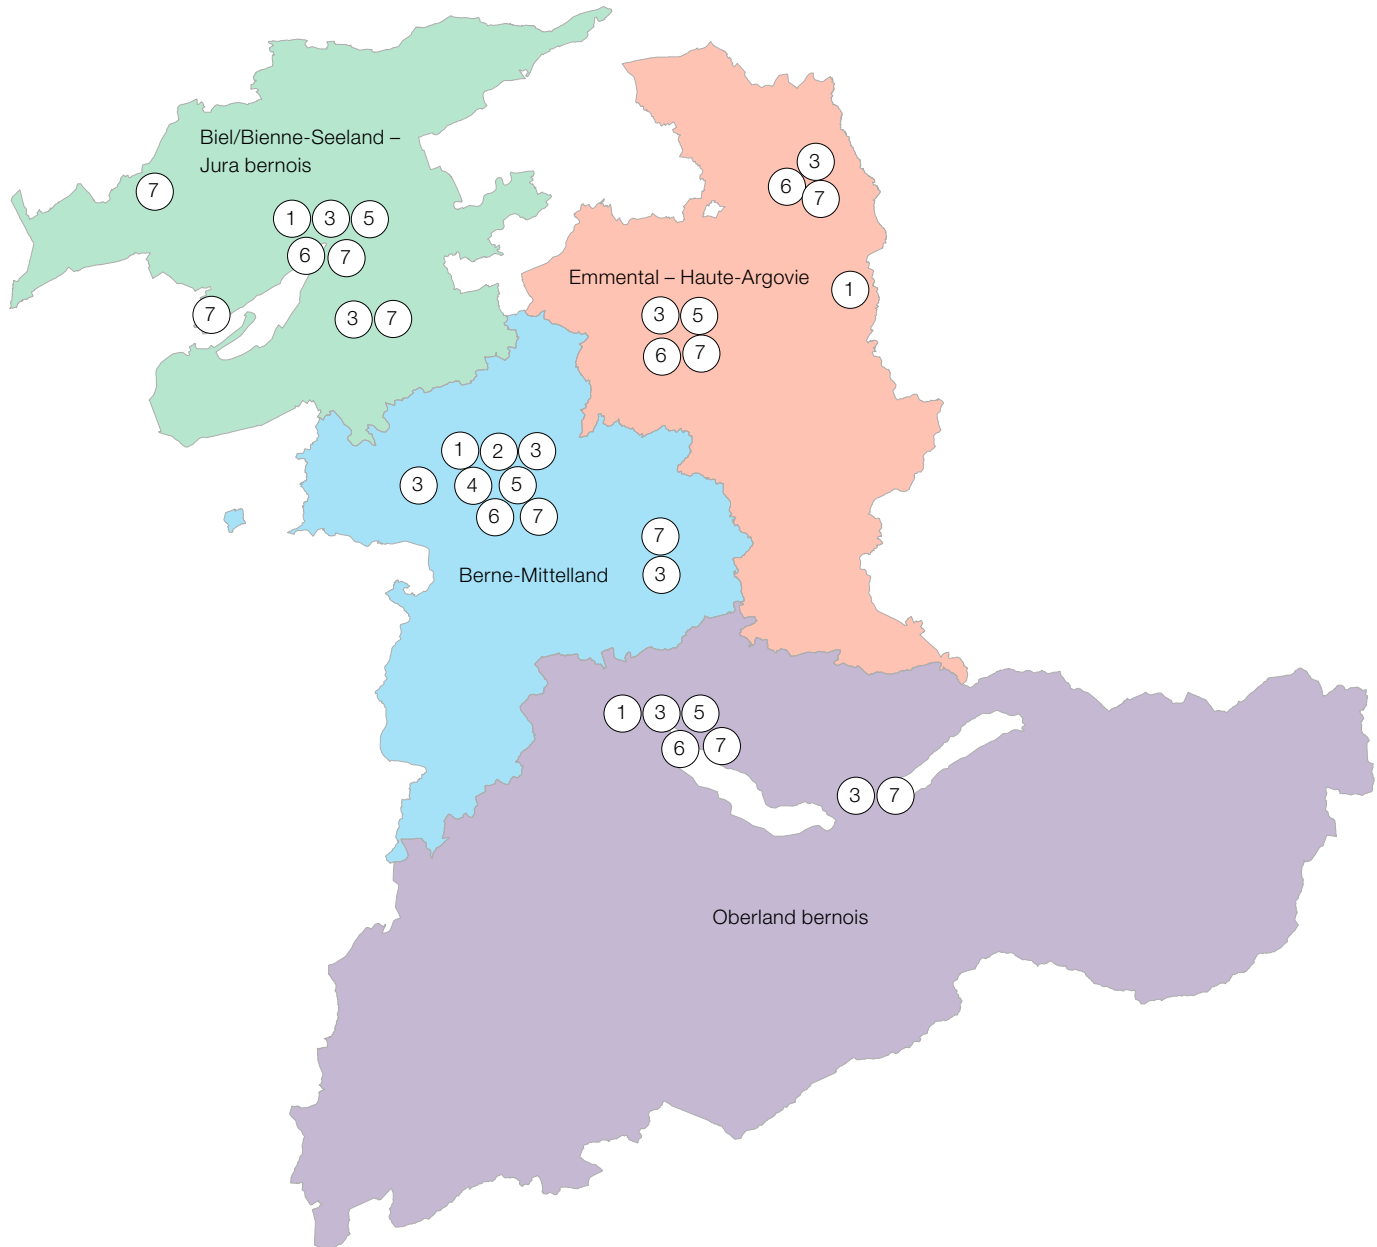 Biel/Bienne-Seeland –
Jura bernois
7
1 3 5
6 7
7
3 7
3
6 7
Emmental – Haute-Argovie
1
3 5
6 7
1 2 3
3 4 5
6 7
7
3
Berne-Mittelland
1 3 5
6 7
3 7
Oberland bernois